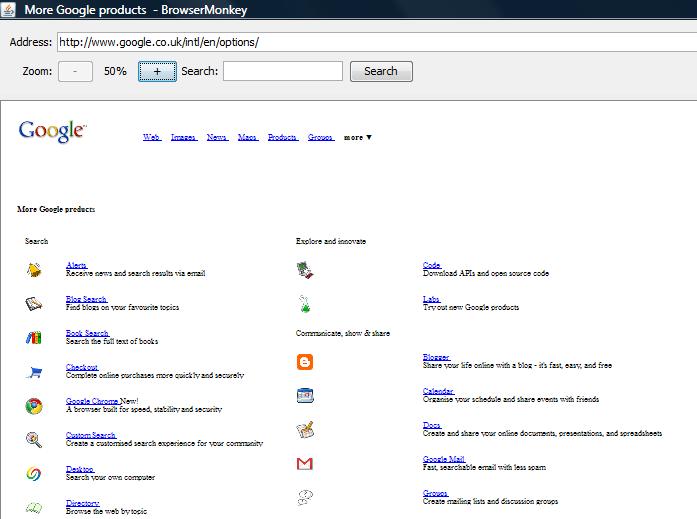 More Google products - BrowserMonkey
Address: http://www.google.co.uk/intl/en/options/
Zoom: - 50% + Search: Search
Google™ Web Images News Maps Products Groups more ▼
More Google products
Search
Alerts
Receive news and search results via email
Blog Search
Find blogs on your favourite topics
Book Search
Search the full text of books
Checkout
Complete online purchases more quickly and securely
Google Chrome New!
A browser built for speed, stability and security
Custom Search
Create a customised search experience for your community
Desktop
Search your own computer
Directory
Browse the web by topic
Explore and innovate
Code
Download APIs and open source code
Labs
Try out new Google products
Communicate, show & share
Blogger
Share your life online with a blog - it's fast, easy, and free
Calendar
Organise your schedule and share events with friends
Docs
Create and share your online documents, presentations, and spreadsheets
Google Mail
Fast, searchable email with less spam
Groups
Create mailing lists and discussion groups